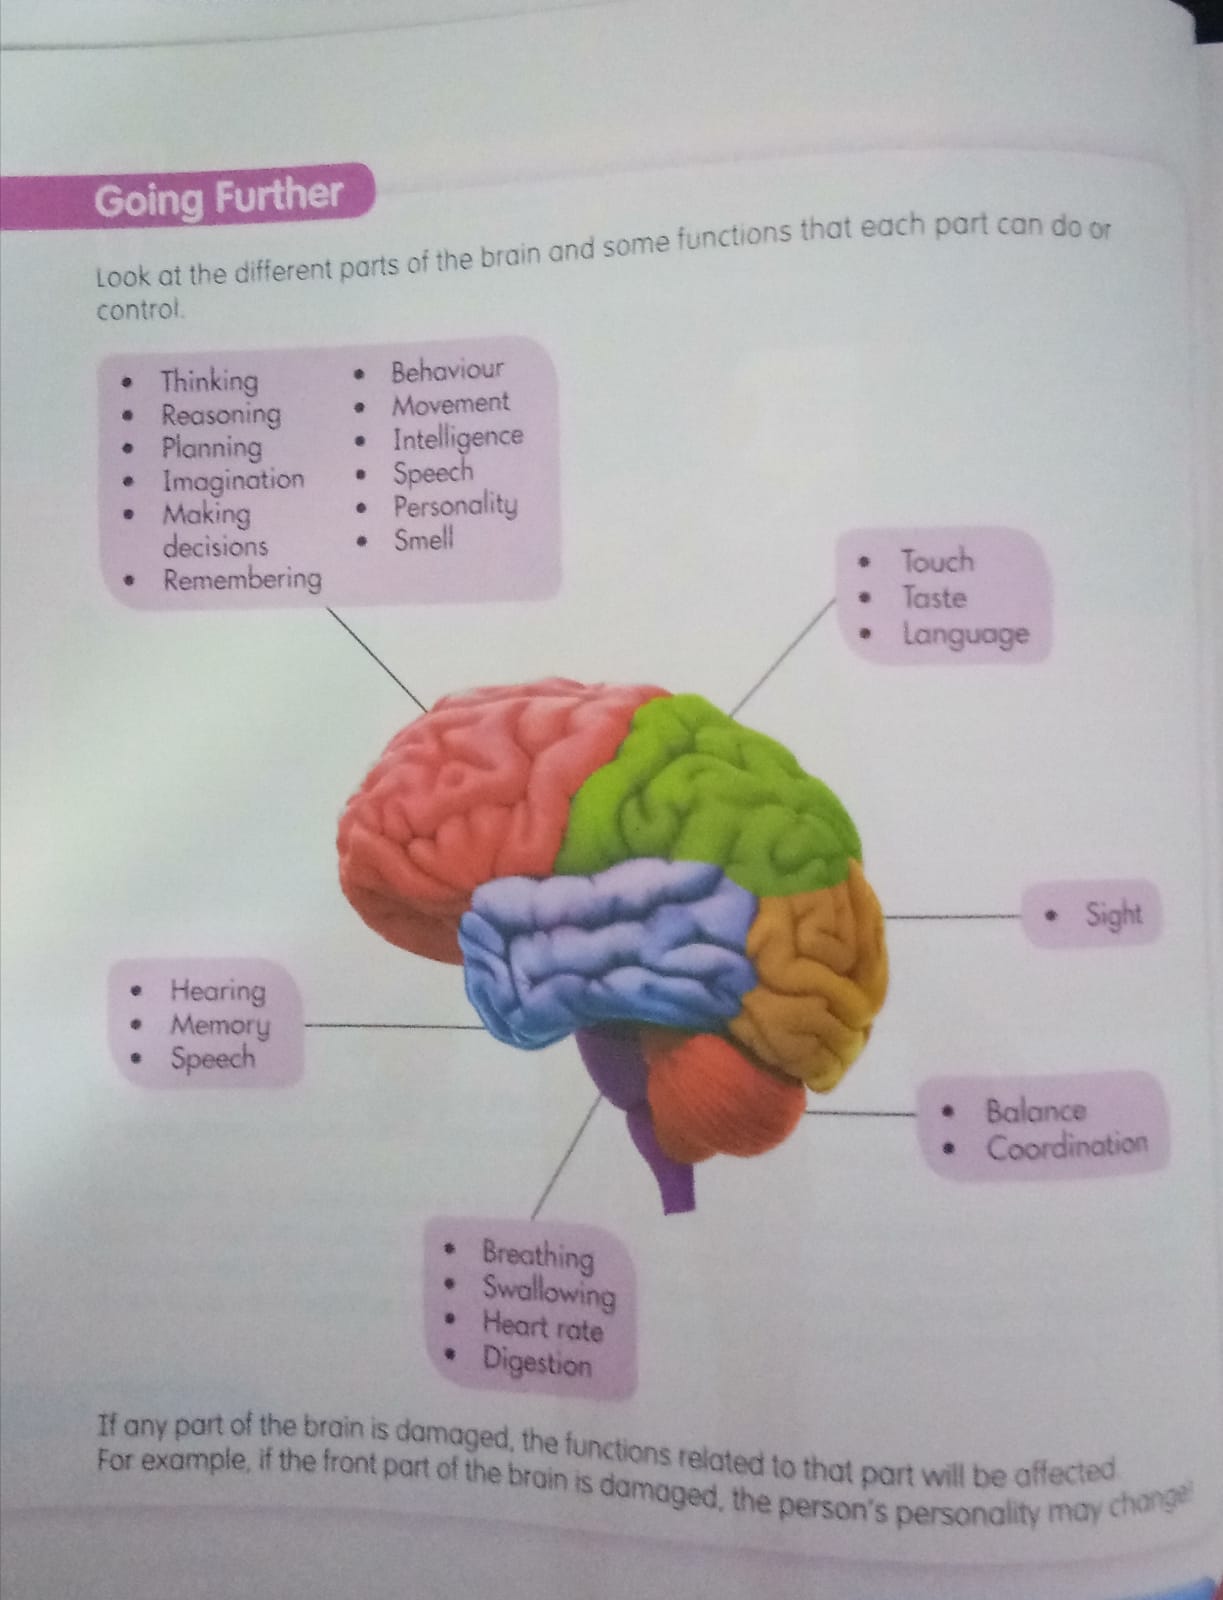 Going Further
Look at the different parts of the brain and some functions that each part can do or
control.
• Thinking
• Reasoning
• Planning
• Imagination
• Making
decisions
• Remembering
• Behaviour
• Movement
• Intelligence
• Speech
• Personality
• Smell
• Touch
• Taste
• Language
• Sight
• Hearing
• Memory
• Speech
• Balance
• Coordination
• Breathing
• Swallowing
• Heart rate
• Digestion
If any part of the brain is damaged, the functions related to that part will be affected.
For example, if the front part of the brain is damaged, the person's personality may change!